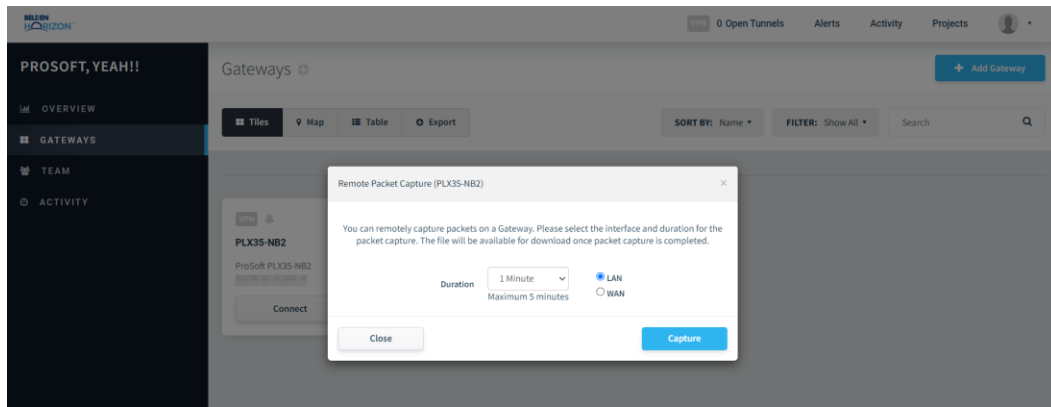 BELDEN
HORIZON
VPN 0 Open Tunnels Alerts Activity Projects
PROSOFT, YEAH!!
OVERVIEW
GATEWAYS
TEAM
ACTIVITY
Gateways
+ Add Gateway
Tiles Map Table Export
SORT BY: Name FILTER: Show All Search
VPN
PLX35-NB2
ProSoft PLX35-NB2
Connect
Remote Packet Capture (PLX35-NB2) ×
You can remotely capture packets on a Gateway. Please select the interface and duration for the
packet capture. The file will be available for download once packet capture is completed.
Duration 1 Minute LAN
Maximum 5 minutes WAN
Close Capture